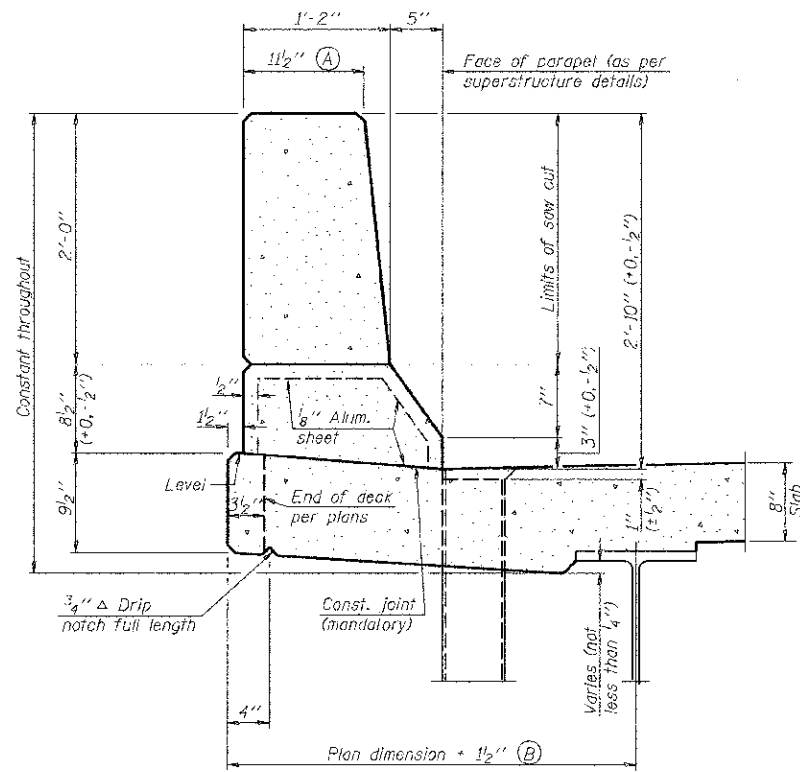 1'-2"
5"
11½" (A)
Face of parapet (as per
superstructure details)
Constant throughout
2'-0"
Limits of saw cut
2'-10" (+0,-½")
8½"
(+0,-½")
½"
1½"
⅛" Alum.
sheet
7"
3" (+0,-½")
Level
9½"
3½"
End of deck
per plans
1"
(±½")
8"
Slab
¾" Δ Drip
notch full length
Const. joint
(mandatory)
Varies (not
less than ¼")
4"
Plan dimension + 1½" (B)